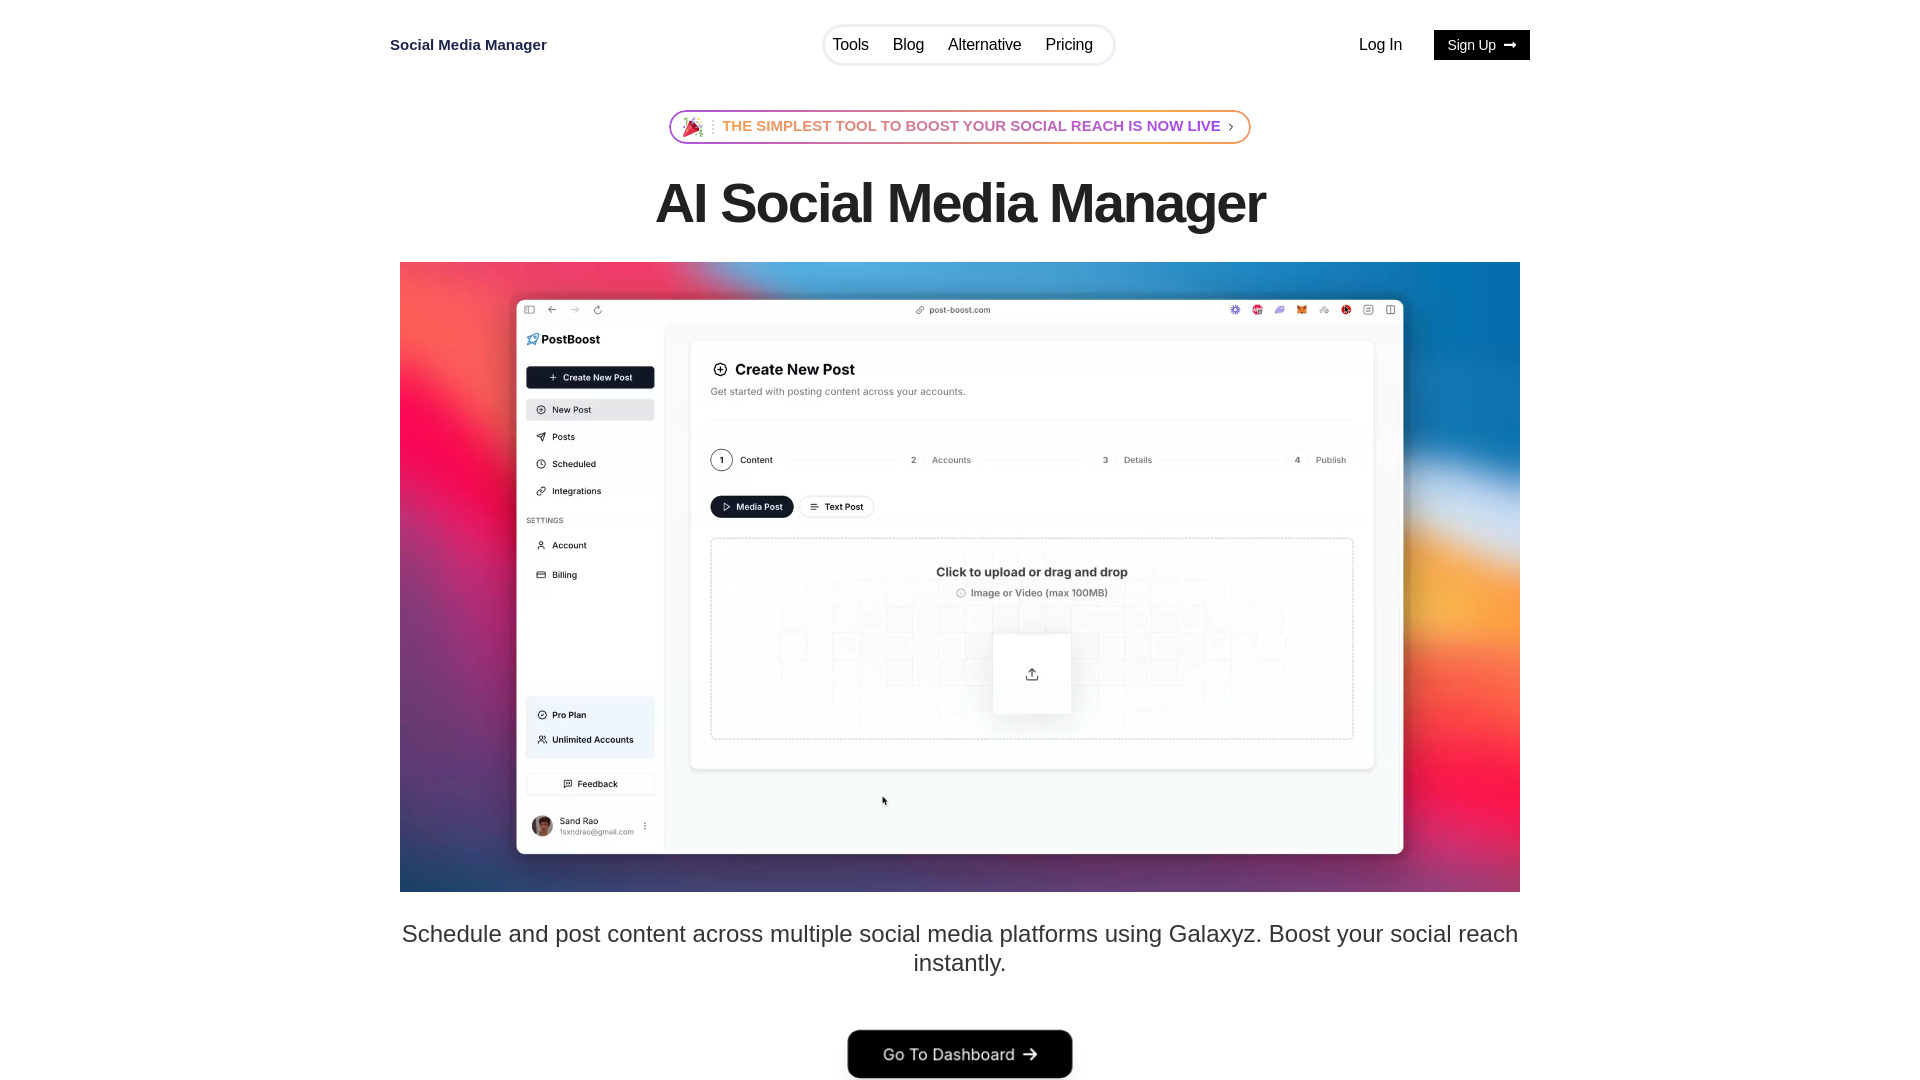 Social Media Manager
Tools Blog Alternative Pricing
Log In
Sign Up
THE SIMPLEST TOOL TO BOOST YOUR SOCIAL REACH IS NOW LIVE
AI Social Media Manager
post-boost.com
PostBoost
Create New Post
New Post
Posts
Scheduled
Integrations
SETTINGS
Account
Billing
Pro Plan
Unlimited Accounts
Feedback
Sand Rao
1sxndrao@gmail.com
Create New Post
Get started with posting content across your accounts.
1 Content 2 Accounts 3 Details 4 Publish
Media Post Text Post
Click to upload or drag and drop
Image or Video (max 100MB)
Schedule and post content across multiple social media platforms using Galaxyz. Boost your social reach
instantly.
Go To Dashboard